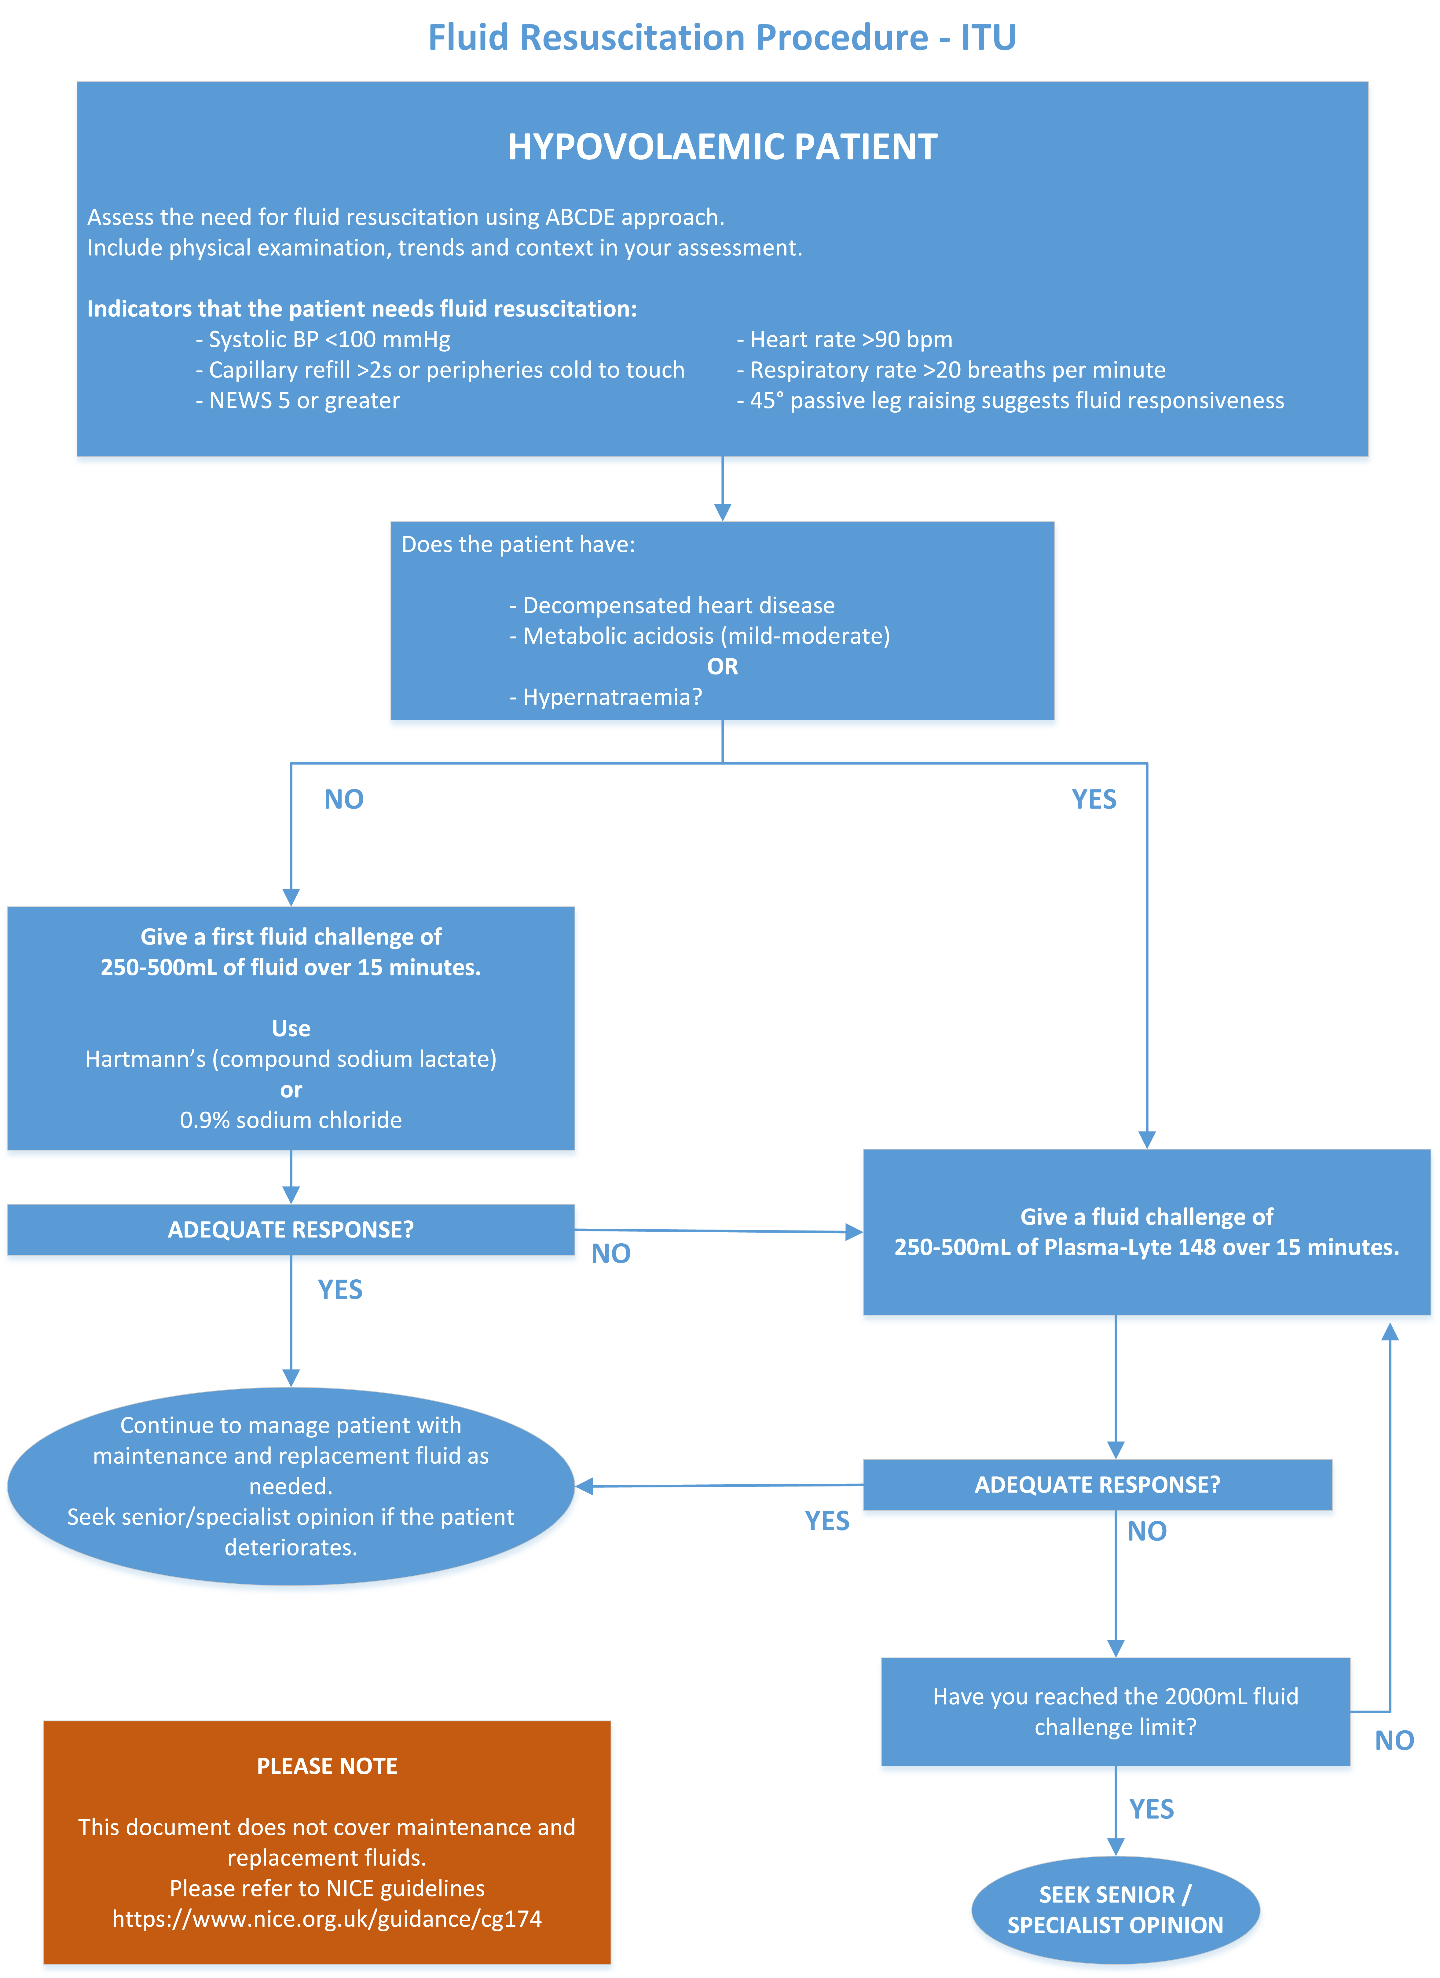 Fluid Resuscitation Procedure - ITU
HYPOVOLAEMIC PATIENT
Assess the need for fluid resuscitation using ABCDE approach.
Include physical examination, trends and context in your assessment.
Indicators that the patient needs fluid resuscitation:
- Systolic BP <100 mmHg
- Capillary refill >2s or peripheries cold to touch
- NEWS 5 or greater
- Heart rate >90 bpm
- Respiratory rate >20 breaths per minute
- 45° passive leg raising suggests fluid responsiveness
Does the patient have:
- Decompensated heart disease
- Metabolic acidosis (mild-moderate)
OR
- Hypernatraemia?
NO
YES
Give a first fluid challenge of
250-500mL of fluid over 15 minutes.
Use
Hartmann's (compound sodium lactate)
or
0.9% sodium chloride
ADEQUATE RESPONSE?
NO
YES
Give a fluid challenge of
250-500mL of Plasma-Lyte 148 over 15 minutes.
Continue to manage patient with
maintenance and replacement fluid as
needed.
Seek senior/specialist opinion if the patient
deteriorates.
ADEQUATE RESPONSE?
YES
NO
Have you reached the 2000mL fluid
challenge limit?
NO
YES
SEEK SENIOR /
SPECIALIST OPINION
PLEASE NOTE
This document does not cover maintenance and
replacement fluids.
Please refer to NICE guidelines
https://www.nice.org.uk/guidance/cg174